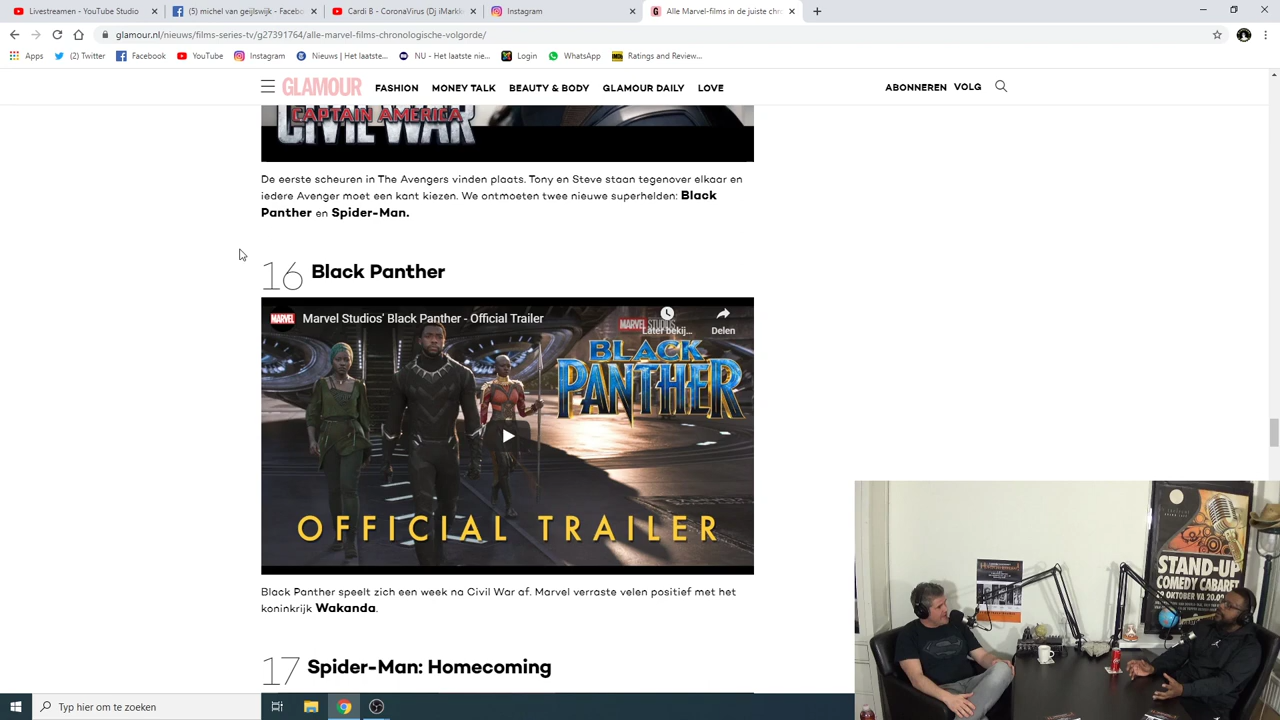 Livestreamen - YouTube Studio
(5) michel van geijlswijk - Facebo
Cardi B - CoronaVirus (Dj iMarkk
Instagram
Alle Marvel-films in de juiste chro
glamour.nl/nieuws/films-series-tv/g27391764/alle-marvel-films-chronologische-volgorde/
Apps (2) Twitter Facebook YouTube Instagram Nieuws | Het laatste... NU - Het laatste nie... Login WhatsApp Ratings and Review...
GLAMOUR FASHION MONEY TALK BEAUTY & BODY GLAMOUR DAILY LOVE ABONNEREN VOLG
CAPTAIN AMERICA
CIVIL WAR
De eerste scheuren in The Avengers vinden plaats. Tony en Steve staan tegenover elkaar en
iedere Avenger moet een kant kiezen. We ontmoeten twee nieuwe superhelden: Black
Panther en Spider-Man.
16 Black Panther
MARVEL Marvel Studios' Black Panther - Official Trailer
Later bekij... Delen
MARVEL STUDIOS
BLACK
PANTHER
OFFICIAL TRAILER
Black Panther speelt zich een week na Civil War af. Marvel verraste velen positief met het
koninkrijk Wakanda.
17 Spider-Man: Homecoming
STAND-UP
COMEDY CABARET
OKTOBER VA 20.00
Typ hier om te zoeken